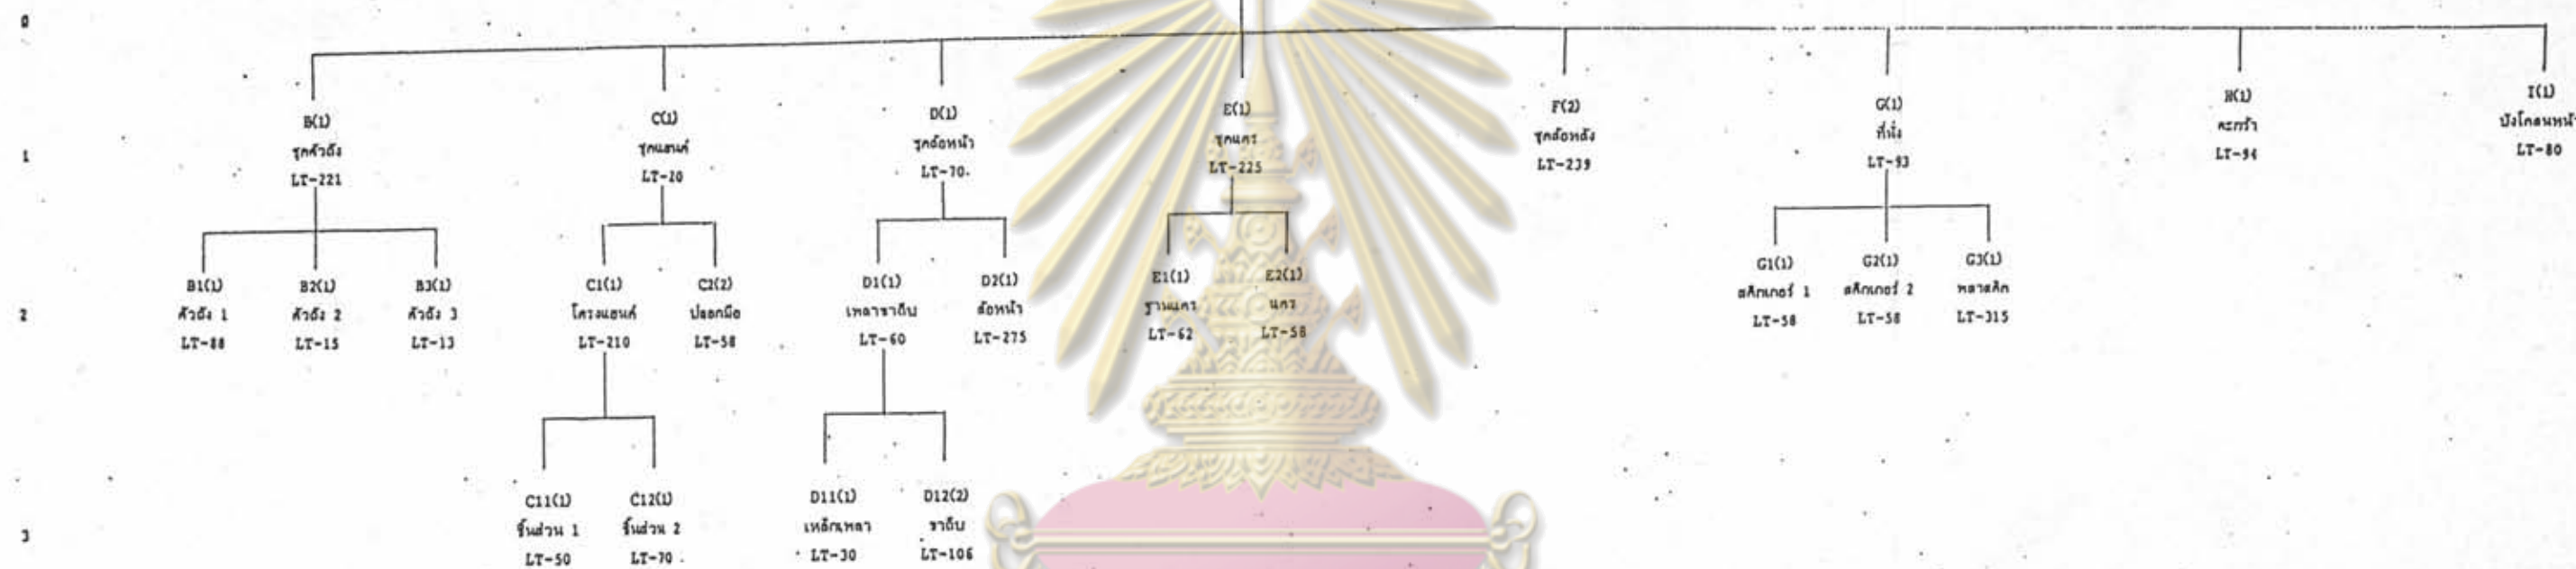 0
1
2
3
B(1)
ชุดตัวถัง
LT-221
C(1)
ชุดแฮนด์
LT-20
D(1)
ชุดล้อหน้า
LT-70
E(1)
ชุดแคร่
LT-225
F(2)
ชุดล้อหลัง
LT-239
G(1)
ที่นั่ง
LT-93
H(1)
ตะกร้า
LT-94
I(1)
บังโคลนหน้า
LT-80
B1(1)
ตัวถัง 1
LT-88
B2(1)
ตัวถัง 2
LT-15
B3(1)
ตัวถัง 3
LT-13
C1(1)
โครงแฮนด์
LT-210
C2(2)
ปลอกมือ
LT-58
D1(1)
เพลาขาถีบ
LT-60
D2(1)
ล้อหน้า
LT-275
E1(1)
ฐานแคร่
LT-62
E2(1)
แคร่
LT-58
G1(1)
สติกเกอร์ 1
LT-58
G2(1)
สติกเกอร์ 2
LT-58
G3(1)
พลาสติก
LT-315
C11(1)
ชิ้นส่วน 1
LT-50
C12(1)
ชิ้นส่วน 2
LT-70
D11(1)
เหล็กเพลา
LT-30
D12(2)
ขาถีบ
LT-106